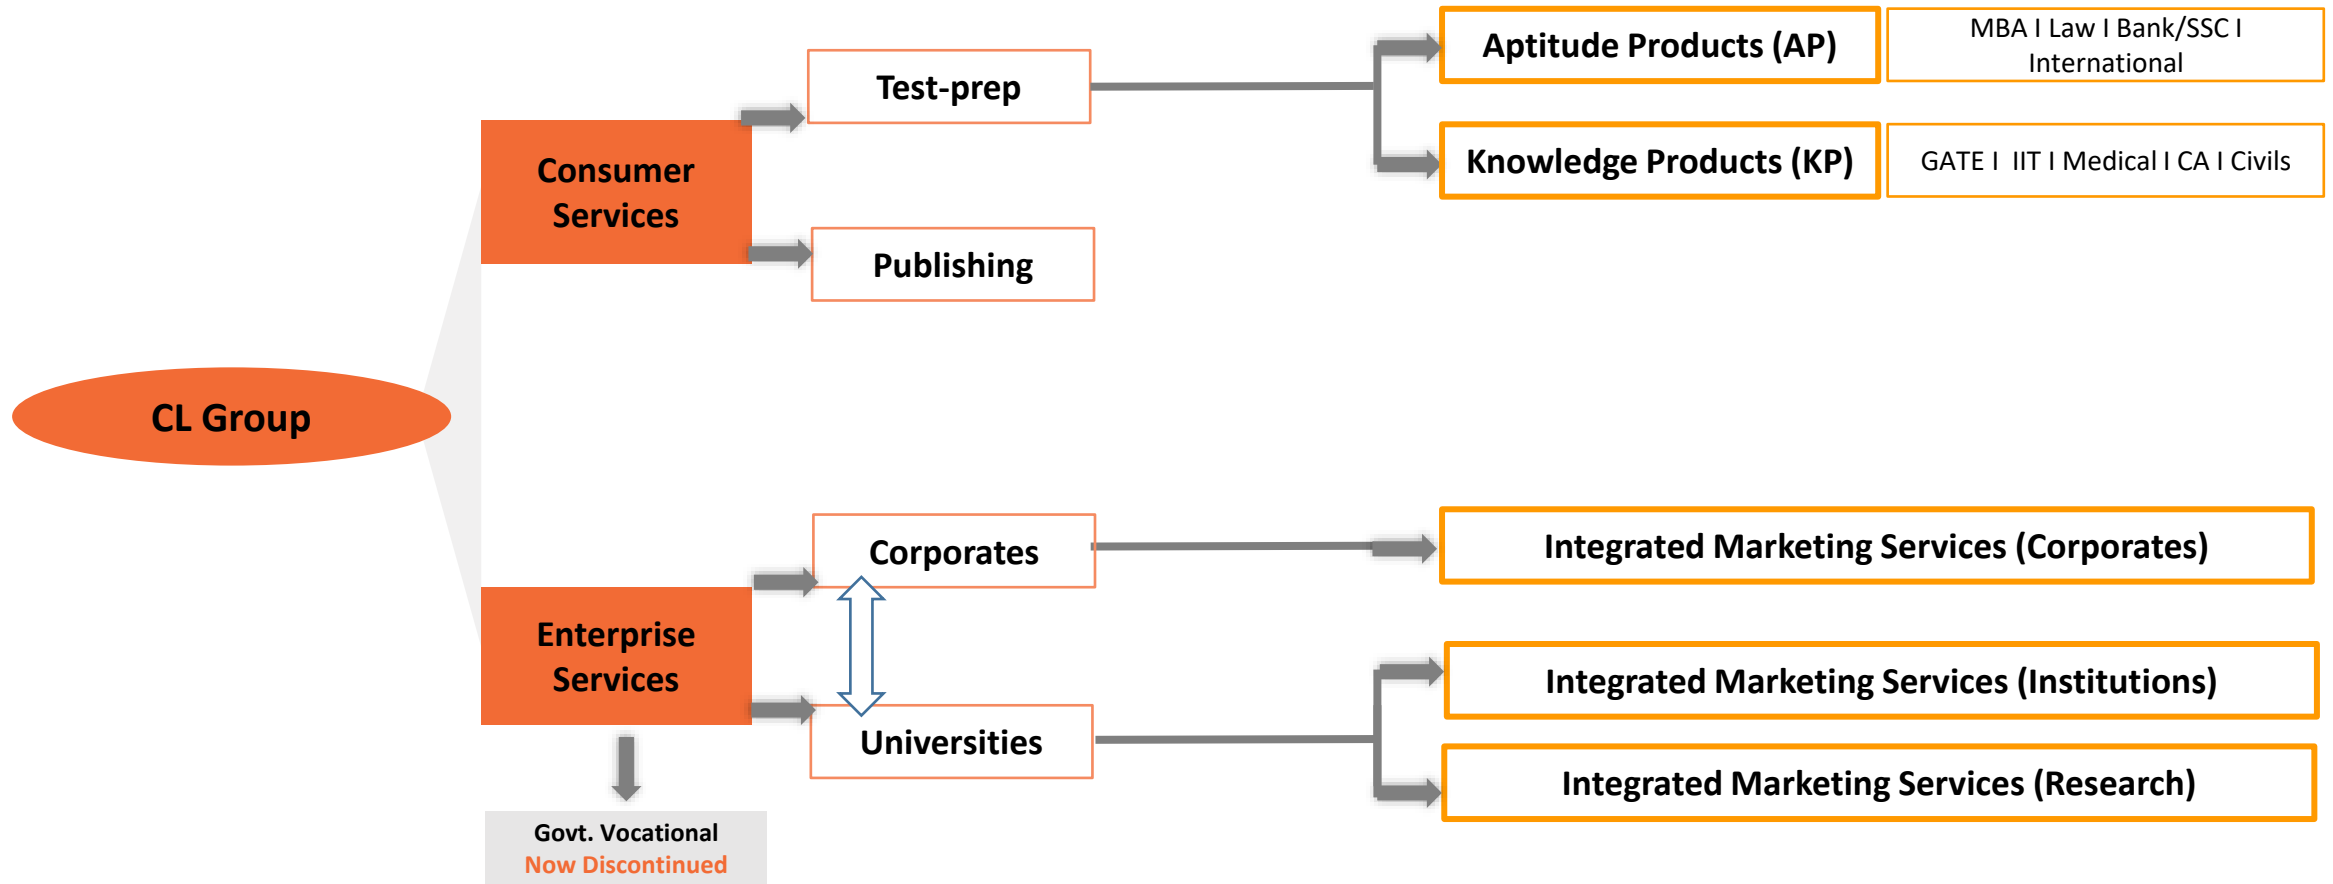 Aptitude Products (AP)
MBA I Law I Bank/SSC I
International
Test-prep
Knowledge Products (KP)
GATE I  IIT I Medical I CA I Civils
Consumer
Services
Publishing
CL Group
Corporates
Integrated Marketing Services (Corporates)
Enterprise
Services
Integrated Marketing Services (Institutions)
Universities
Integrated Marketing Services (Research)
Govt. Vocational
Now Discontinued